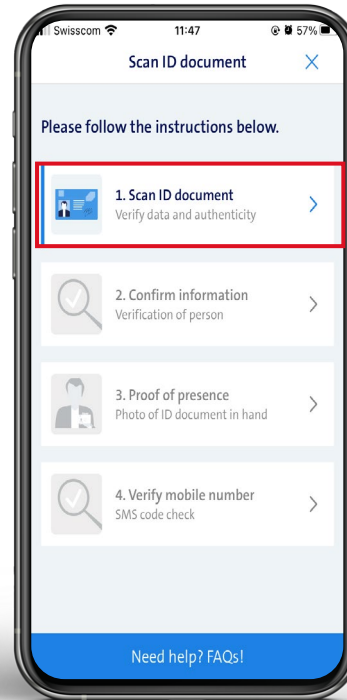 Swisscom 11:47 57%
Scan ID document
Please follow the instructions below.
1. Scan ID document
Verify data and authenticity
2. Confirm information
Verification of person
3. Proof of presence
Photo of ID document in hand
4. Verify mobile number
SMS code check
Need help? FAQs!